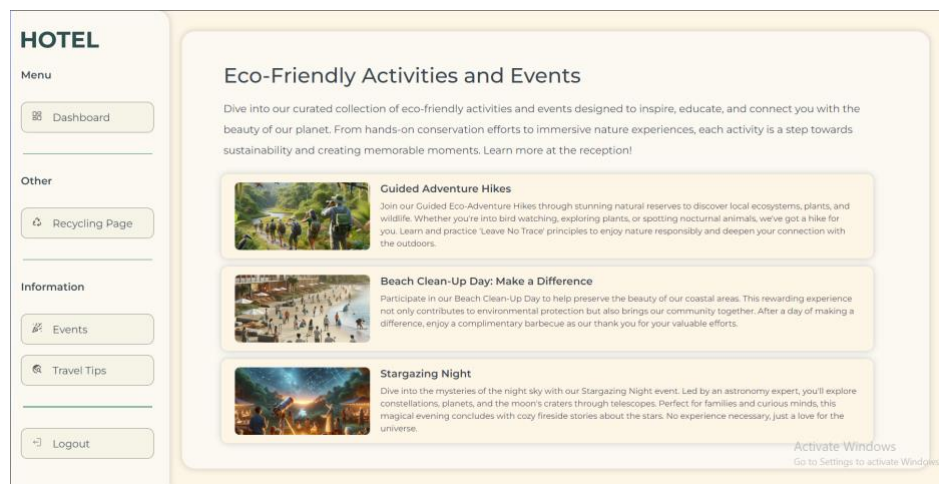 HOTEL
Menu
Dashboard
Other
Recycling Page
Information
Events
Travel Tips
Logout
Eco-Friendly Activities and Events
Dive into our curated collection of eco-friendly activities and events designed to inspire, educate, and connect you with the
beauty of our planet. From hands-on conservation efforts to immersive nature experiences, each activity is a step towards
sustainability and creating memorable moments. Learn more at the reception!
Guided Adventure Hikes
Join our Guided Eco-Adventure Hikes through stunning natural reserves to discover local ecosystems, plants, and
wildlife. Whether you're into bird watching, exploring plants, or spotting nocturnal animals, we've got a hike for
you. Learn and practice 'Leave No Trace' principles to enjoy nature responsibly and deepen your connection with
the outdoors.
Beach Clean-Up Day: Make a Difference
Participate in our Beach Clean-Up Day to help preserve the beauty of our coastal areas. This rewarding experience
not only contributes to environmental protection but also brings our community together. After a day of making a
difference, enjoy a complimentary barbecue as our thank you for your valuable efforts.
Stargazing Night
Dive into the mysteries of the night sky with our Stargazing Night event. Led by an astronomy expert, you'll explore
constellations, planets, and the moon's craters through telescopes. Perfect for families and curious minds, this
magical evening concludes with cozy fireside stories about the stars. No experience necessary, just a love for the
universe.
Activate Windows
Go to Settings to activate Windows